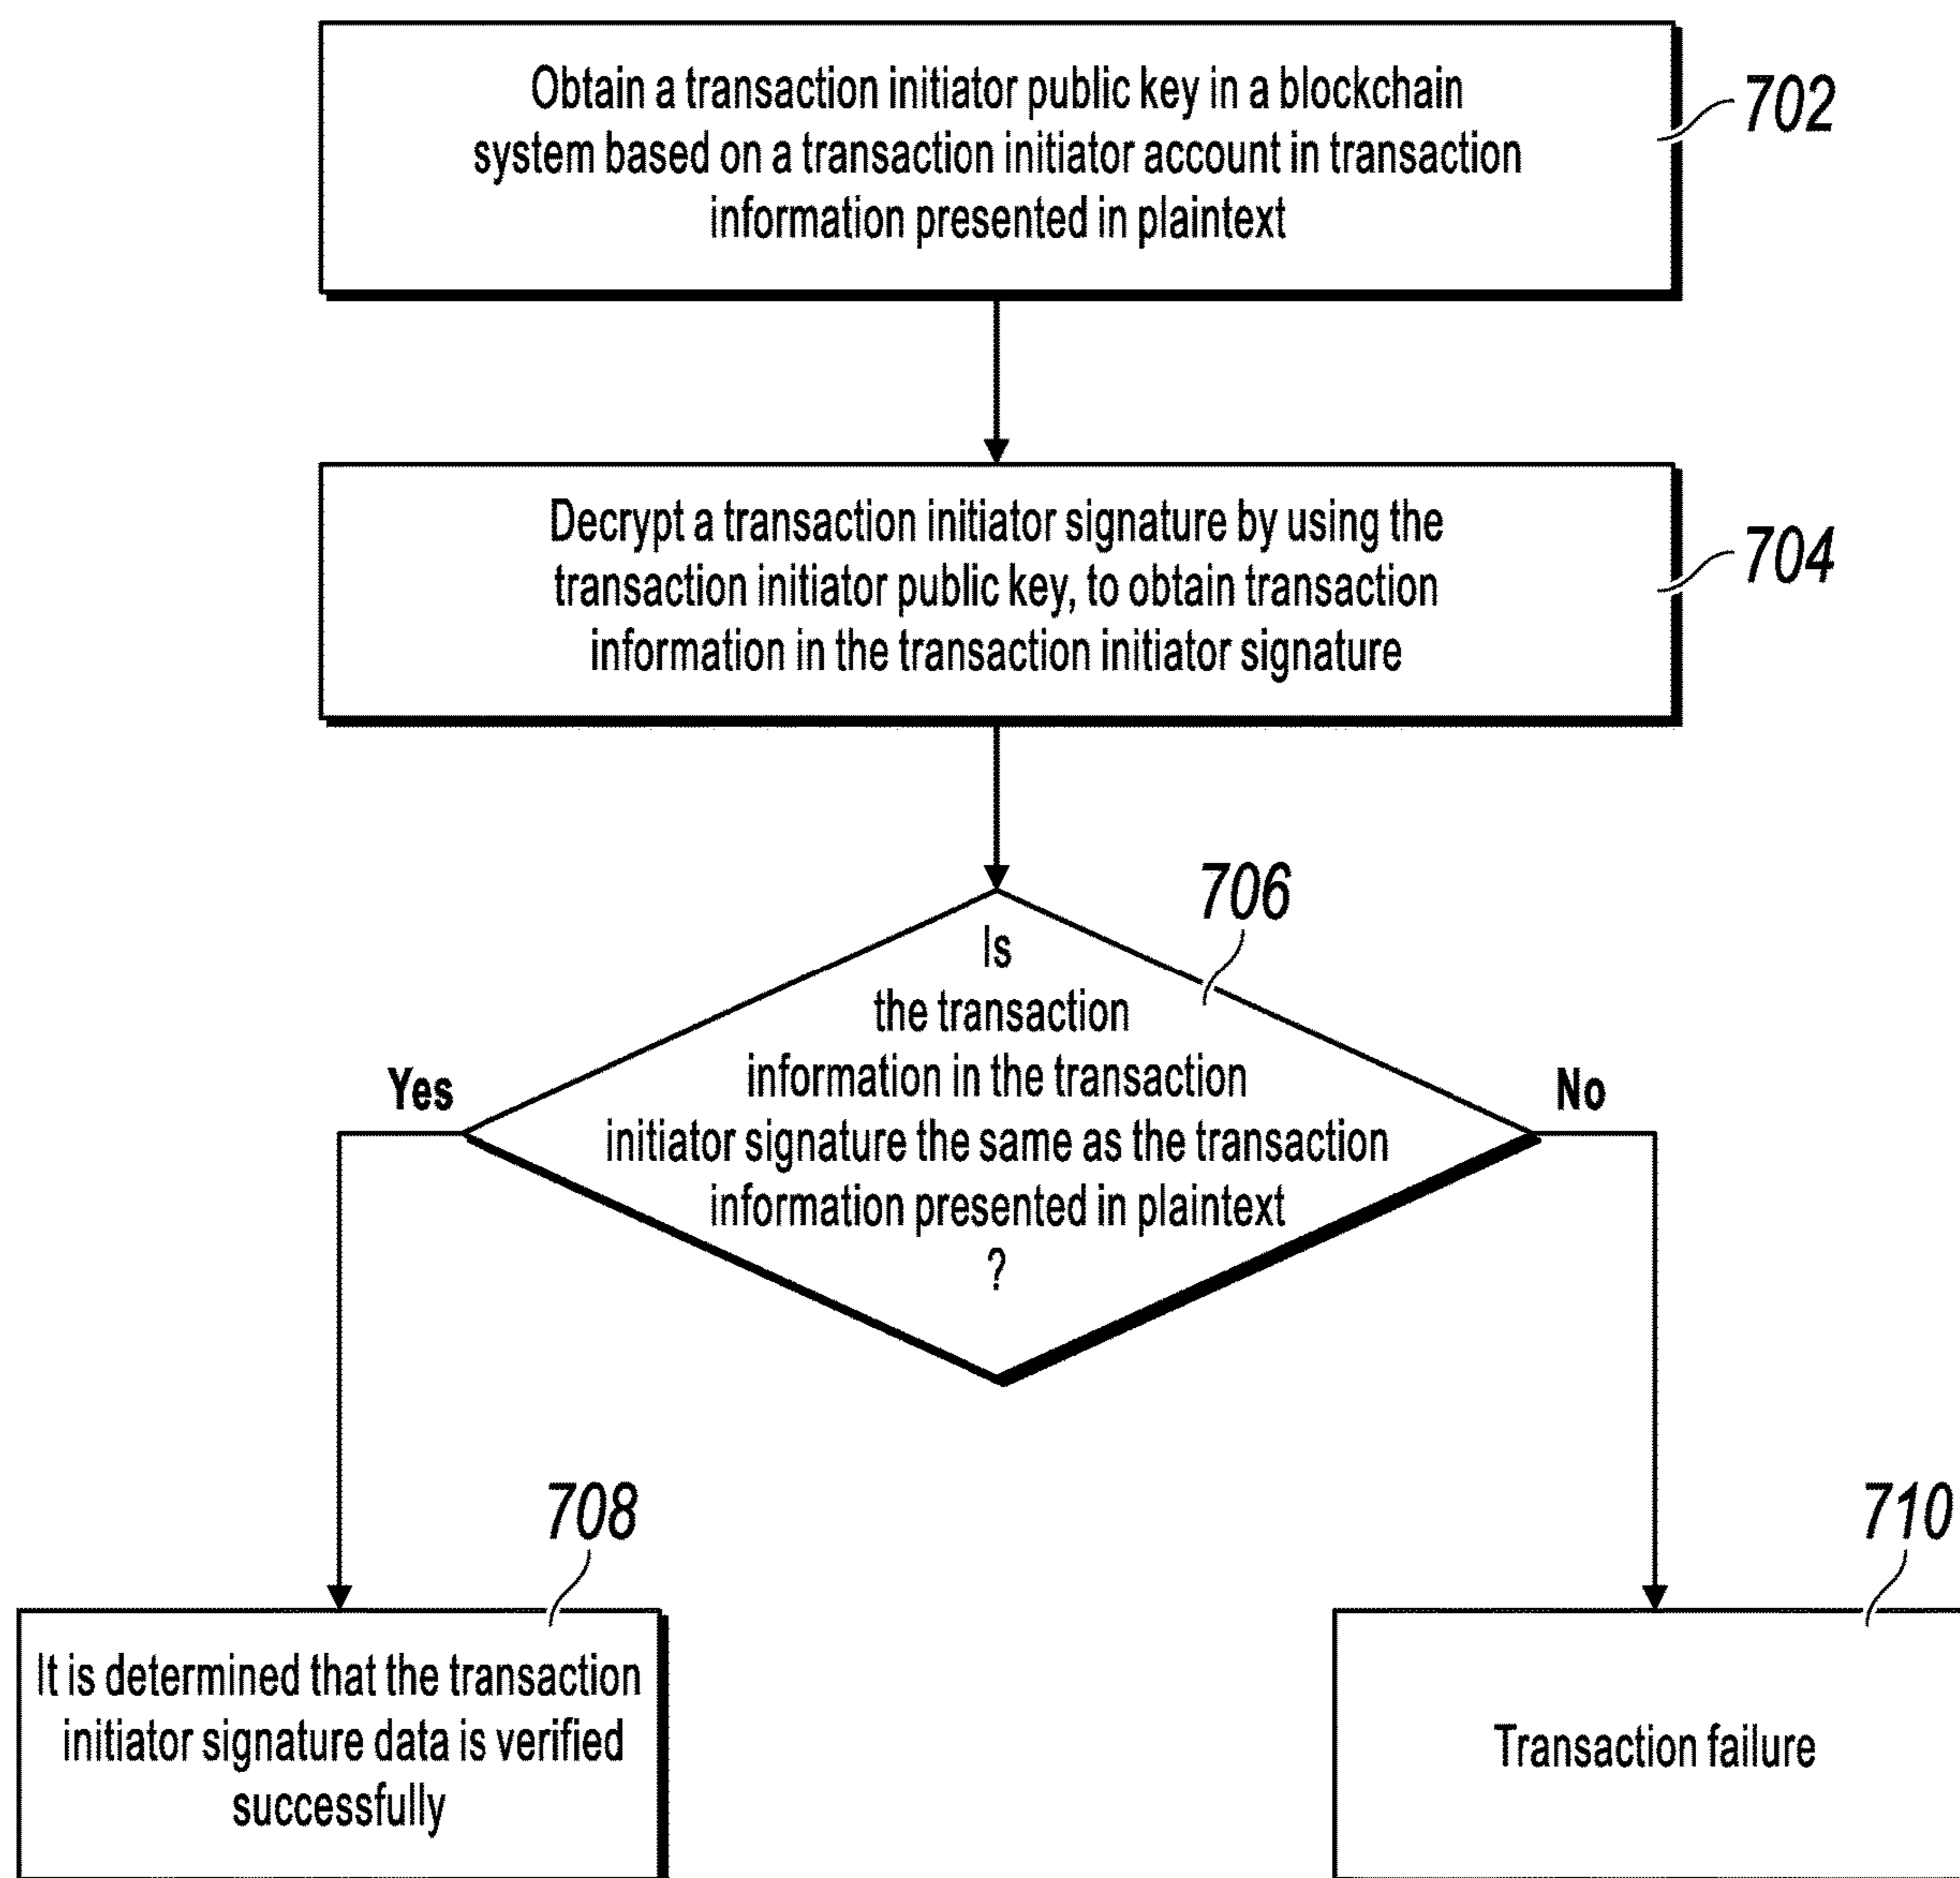 Obtain a transaction initiator public key in a blockchain
system based on a transaction initiator account in transaction
information presented in plaintext
702
Decrypt a transaction initiator signature by using the
transaction initiator public key, to obtain transaction
information in the transaction initiator signature
704
706
Is
the transaction
information in the transaction
initiator signature the same as the transaction
information presented in plaintext
?
Yes
No
708
It is determined that the transaction
initiator signature data is verified
successfully
710
Transaction failure